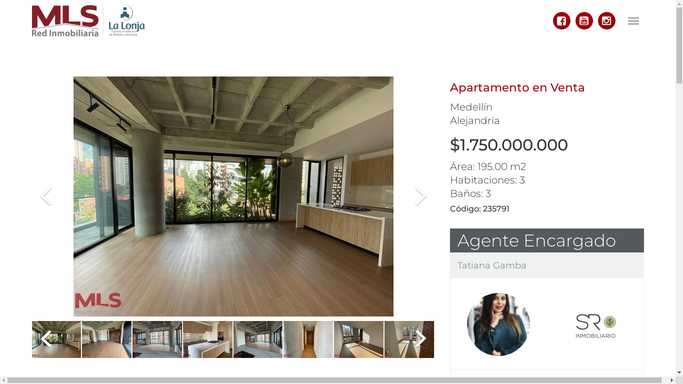 MLS
Red Inmobiliaria
La Lonja
Apartamento en Venta
Medellín
Alejandría
$1.750.000.000
Área: 195.00 m2
Habitaciones: 3
Baños: 3
Código: 235791
Agente Encargado
Tatiana Gamba
MLS
SR
INMOBILIARIO